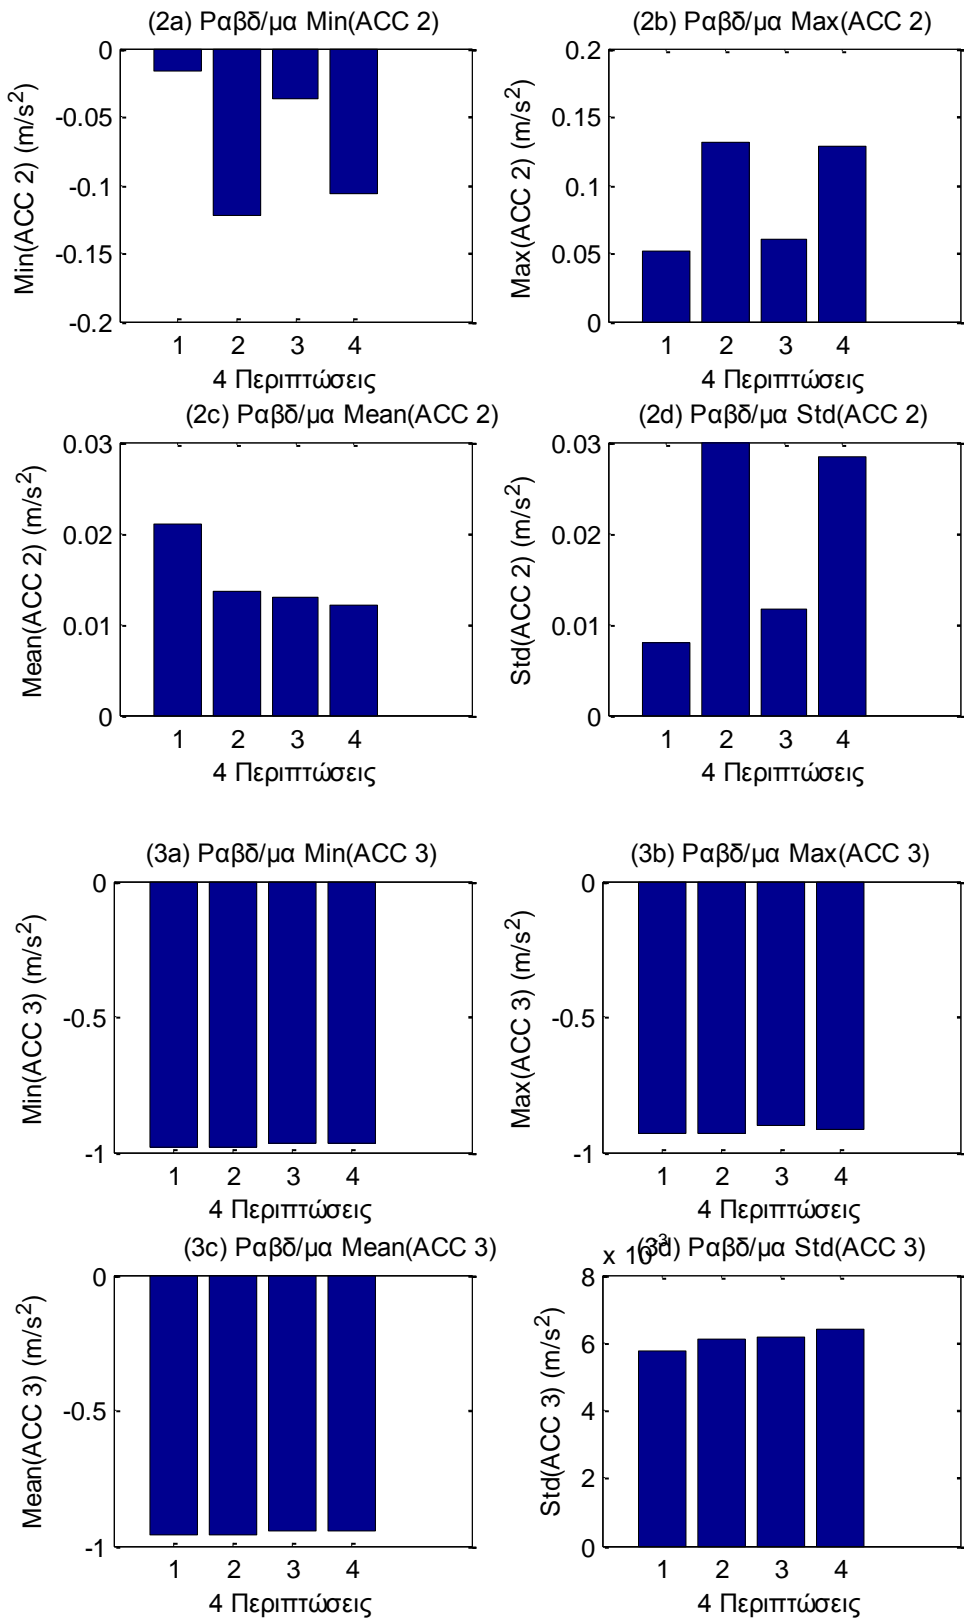 (2a) Ραβδ/μα Min(ACC 2)
Min(ACC 2) (m/s²)
0
-0.05
-0.1
-0.15
-0.2
1 2 3 4
4 Περιπτώσεις
(2b) Ραβδ/μα Max(ACC 2)
Max(ACC 2) (m/s²)
0.2
0.15
0.1
0.05
0
1 2 3 4
4 Περιπτώσεις
(2c) Ραβδ/μα Mean(ACC 2)
Mean(ACC 2) (m/s²)
0.03
0.02
0.01
0
1 2 3 4
4 Περιπτώσεις
(2d) Ραβδ/μα Std(ACC 2)
Std(ACC 2) (m/s²)
0.03
0.02
0.01
0
1 2 3 4
4 Περιπτώσεις
(3a) Ραβδ/μα Min(ACC 3)
Min(ACC 3) (m/s²)
0
-0.5
-1
1 2 3 4
4 Περιπτώσεις
(3b) Ραβδ/μα Max(ACC 3)
Max(ACC 3) (m/s²)
0
-0.5
-1
1 2 3 4
4 Περιπτώσεις
(3c) Ραβδ/μα Mean(ACC 3)
Mean(ACC 3) (m/s²)
0
-0.5
-1
1 2 3 4
4 Περιπτώσεις
(3d) Ραβδ/μα Std(ACC 3)
x 10⁻³
Std(ACC 3) (m/s²)
8
6
4
2
0
1 2 3 4
4 Περιπτώσεις